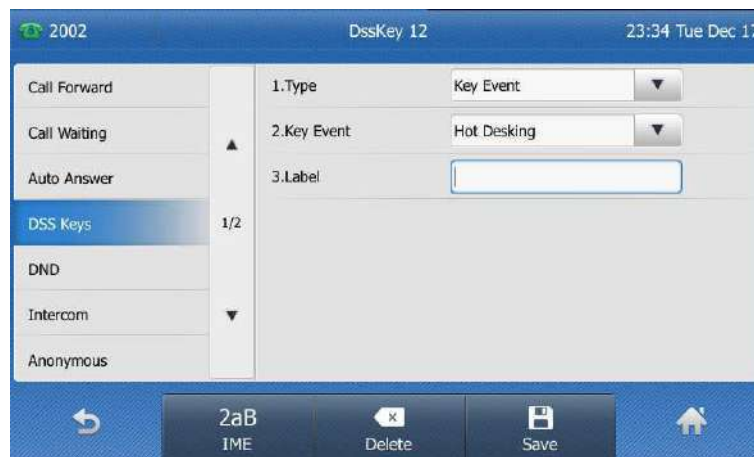 2002 DssKey 12 23:34 Tue Dec 17
Call Forward
Call Waiting
Auto Answer
DSS Keys
DND
Intercom
Anonymous
1/2
1.Type Key Event
2.Key Event Hot Desking
3.Label
2aB
IME
Delete
Save